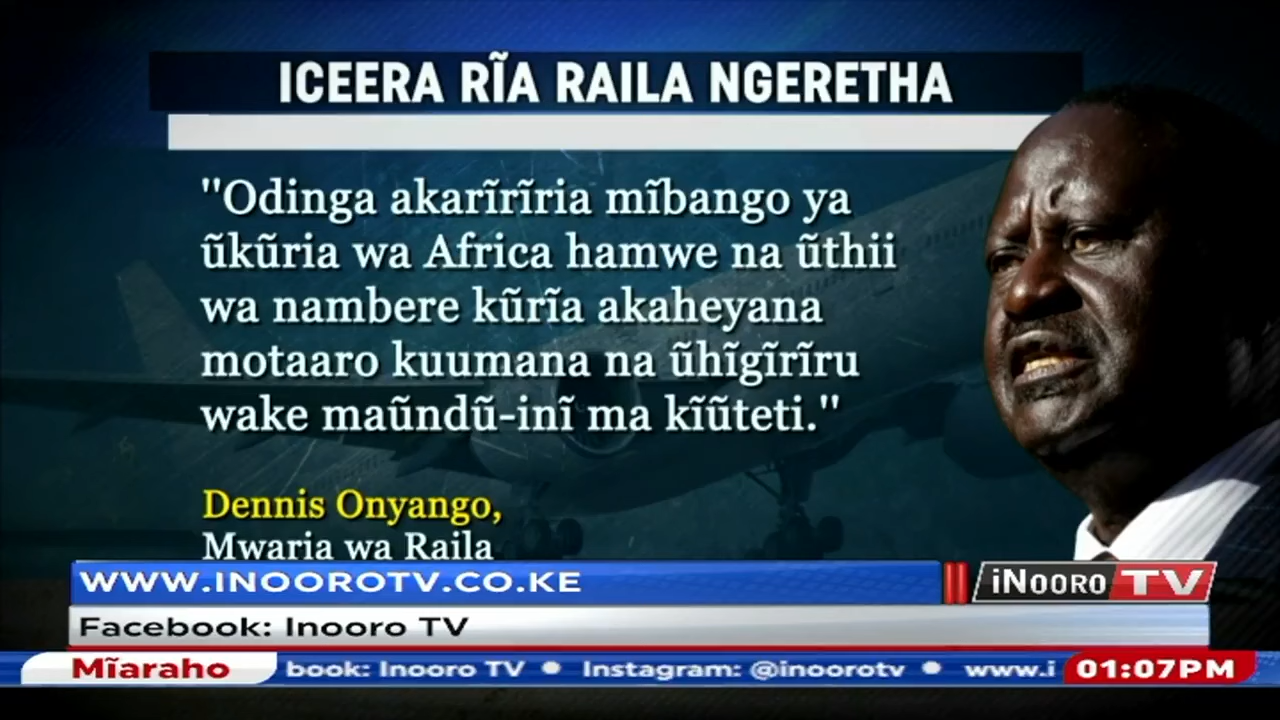 ICEERA RĨA RAILA NGERETHA
"Odinga akarĩrĩria mĩbango ya
ũkũria wa Africa hamwe na ũthii
wa nambere kũrĩa akaheyana
motaaro kuumana na ũhĩgĩrĩru
wake maũndũ-inĩ ma kĩũteti."
Dennis Onyango,
Mwaria wa Raila
WWW.INOOROTV.CO.KE
iNooro TV
Facebook: Inooro TV
Mĩaraho book: Inooro TV ● Instagram: @inoorotv ● www.i 01:07PM